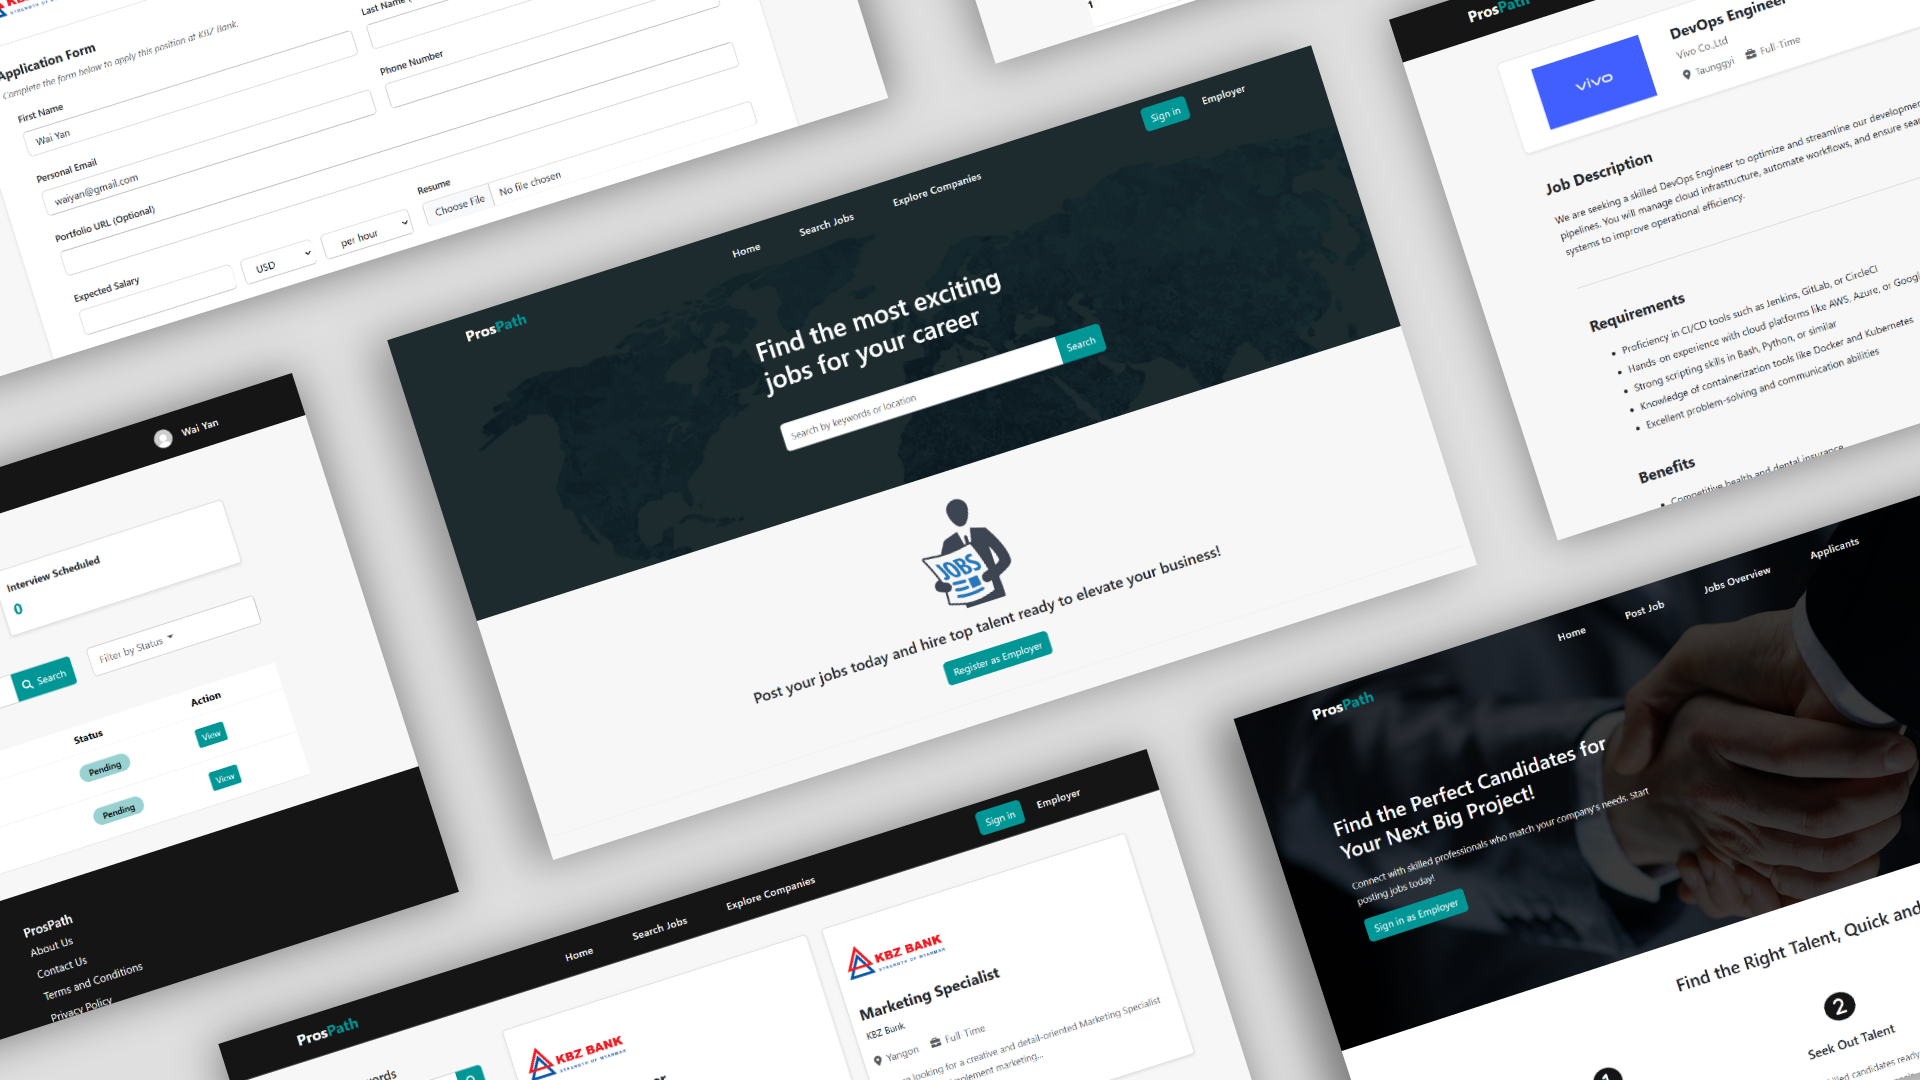 KBZ
STRENGTH OF MYANMAR
Application Form
Complete the form below to apply this position at KBZ Bank.
First Name
Last Name
Wai Yan
Personal Email
Phone Number
waiyan@gmail.com
Portfolio URL (Optional)
Expected Salary
USD
per hour
Resume
Choose File
No file chosen
1
ProsPath
Home
Search Jobs
Explore Companies
Sign in
Employer
Find the most exciting
jobs for your career
Search by keywords or location
Search
JOBS
Post your jobs today and hire top talent ready to elevate your business!
Register as Employer
ProsPath
vivo
DevOps Engineer
Vivo Co.,Ltd
Taunggyi
Full-Time
Job Description
We are seeking a skilled DevOps Engineer to optimize and streamline our
pipelines. You will manage cloud infrastructure, automate workflows, and ensure
systems to improve operational efficiency.
Requirements
Proficiency in CI/CD tools such as Jenkins, GitLab, or CircleCI
Hands-on experience with cloud platforms like AWS, Azure, or
Strong scripting skills in Bash, Python, or similar
Knowledge of containerization tools like Docker and Kubernetes
Excellent problem-solving and communication abilities
Benefits
Competitive health and dental insurance
Wai Yan
Interview Scheduled
0
Search
Filter by Status
Status
Action
Pending
View
Pending
View
ProsPath
About Us
Contact Us
Terms and Conditions
Privacy Policy
ProsPath
Home
Search Jobs
Explore Companies
Sign in
Employer
KBZ BANK
STRENGTH OF MYANMAR
KBZ BANK
STRENGTH OF MYANMAR
Marketing Specialist
KBZ Bank
Yangon
Full-Time
looking for a creative and detail-oriented Marketing Specialist
implement marketing...
ProsPath
Home
Post Job
Jobs Overview
Applicants
Find the Perfect Candidates for
Your Next Big Project!
Connect with skilled professionals who match your company's needs. Start
posting jobs today!
Sign in as Employer
Find the Right Talent, Quick and
1
2
Seek Out Talent
candidates ready